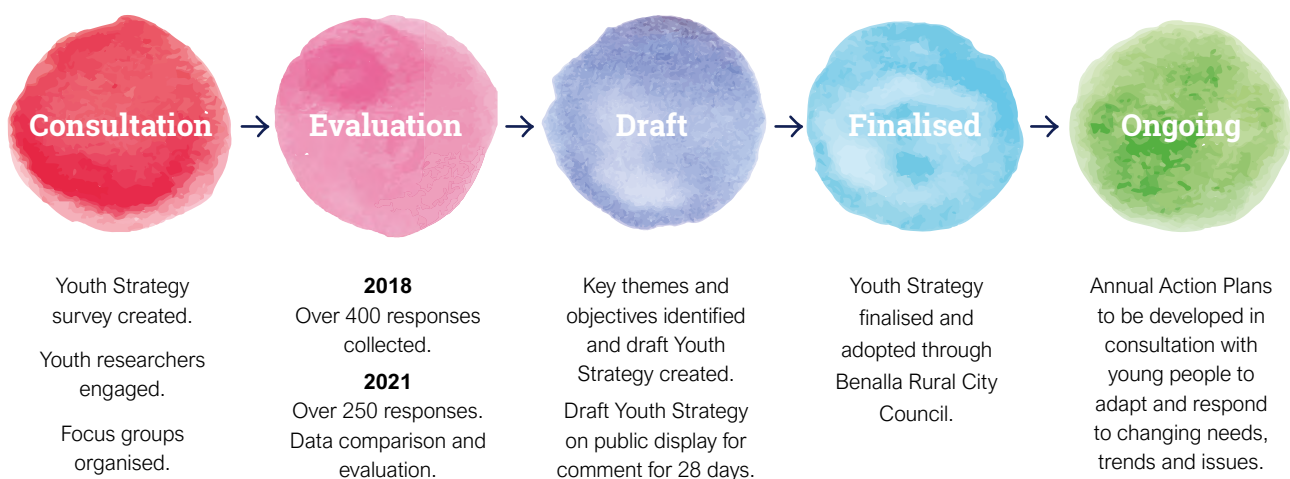 Consultation
Evaluation
Draft
Finalised
Ongoing
Youth Strategy
survey created.
Youth researchers
engaged.
Focus groups
organised.
2018
Over 400 responses
collected.
2021
Over 250 responses.
Data comparison and
evaluation.
Key themes and
objectives identified
and draft Youth
Strategy created.
Draft Youth Strategy
on public display for
comment for 28 days.
Youth Strategy
finalised and
adopted through
Benalla Rural City
Council.
Annual Action Plans
to be developed in
consultation with
young people to
adapt and respond
to changing needs,
trends and issues.